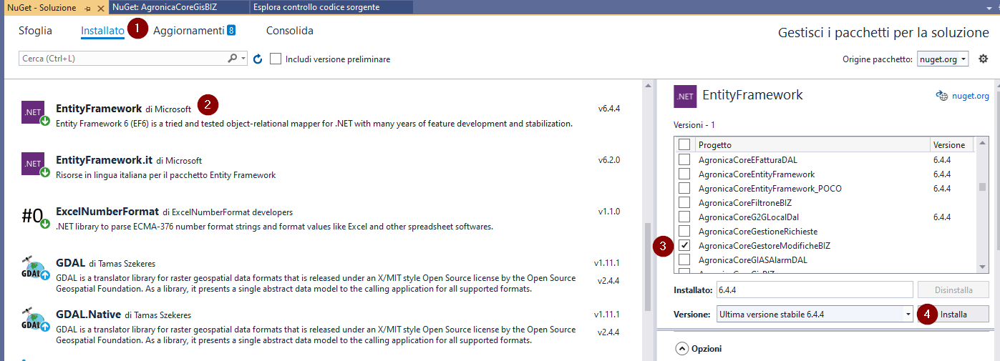 NuGet - Soluzione
NuGet: AgronicaCoreGisBIZ
Esplora controllo codice sorgente
Sfoglia
Installato
1
Aggiornamenti 8
Consolida
Gestisci i pacchetti per la soluzione
Cerca (Ctrl+L)
Includi versione preliminare
Origine pacchetto: nuget.org
.NET
EntityFramework di Microsoft
2
v6.4.4
Entity Framework 6 (EF6) is a tried and tested object-relational mapper for .NET with many years of feature development and stabilization.
.NET
EntityFramework.it di Microsoft
v6.2.0
Risorse in lingua italiana per il pacchetto Entity Framework
#0
ExcelNumberFormat di ExcelNumberFormat developers
v1.1.0
.NET library to parse ECMA-376 number format strings and format values like Excel and other spreadsheet softwares.
GDAL
GDAL di Tamas Szekeres
v1.11.1
v2.4.4
GDAL is a translator library for raster geospatial data formats that is released under an X/MIT style Open Source license by the Open Source
Geospatial Foundation. As a library, it presents a single abstract data model to the calling application for all supported formats.
GDAL
GDAL.Native di Tamas Szekeres
v1.11.1
v2.4.4
GDAL is a translator library for raster geospatial data formats that is released under an X/MIT style Open Source license by the Open Source
Geospatial Foundation. As a library, it presents a single abstract data model to the calling application for all supported formats.
.NET
EntityFramework
nuget.org
Versioni - 1
Progetto Versione
AgronicaCoreEFatturaDAL 6.4.4
AgronicaCoreEntityFramework 6.4.4
AgronicaCoreEntityFramework_POCO 6.4.4
AgronicaCoreFiltroneBIZ
AgronicaCoreG2GLocalDal 6.4.4
AgronicaCoreGestioneRichieste
3
AgronicaCoreGestoreModificheBIZ
AgronicaCoreGIASAlarmDAL
AgronicaCoreGisBIZ
Installato: 6.4.4
Disinstalla
Versione: Ultima versione stabile 6.4.4
4
Installa
Opzioni